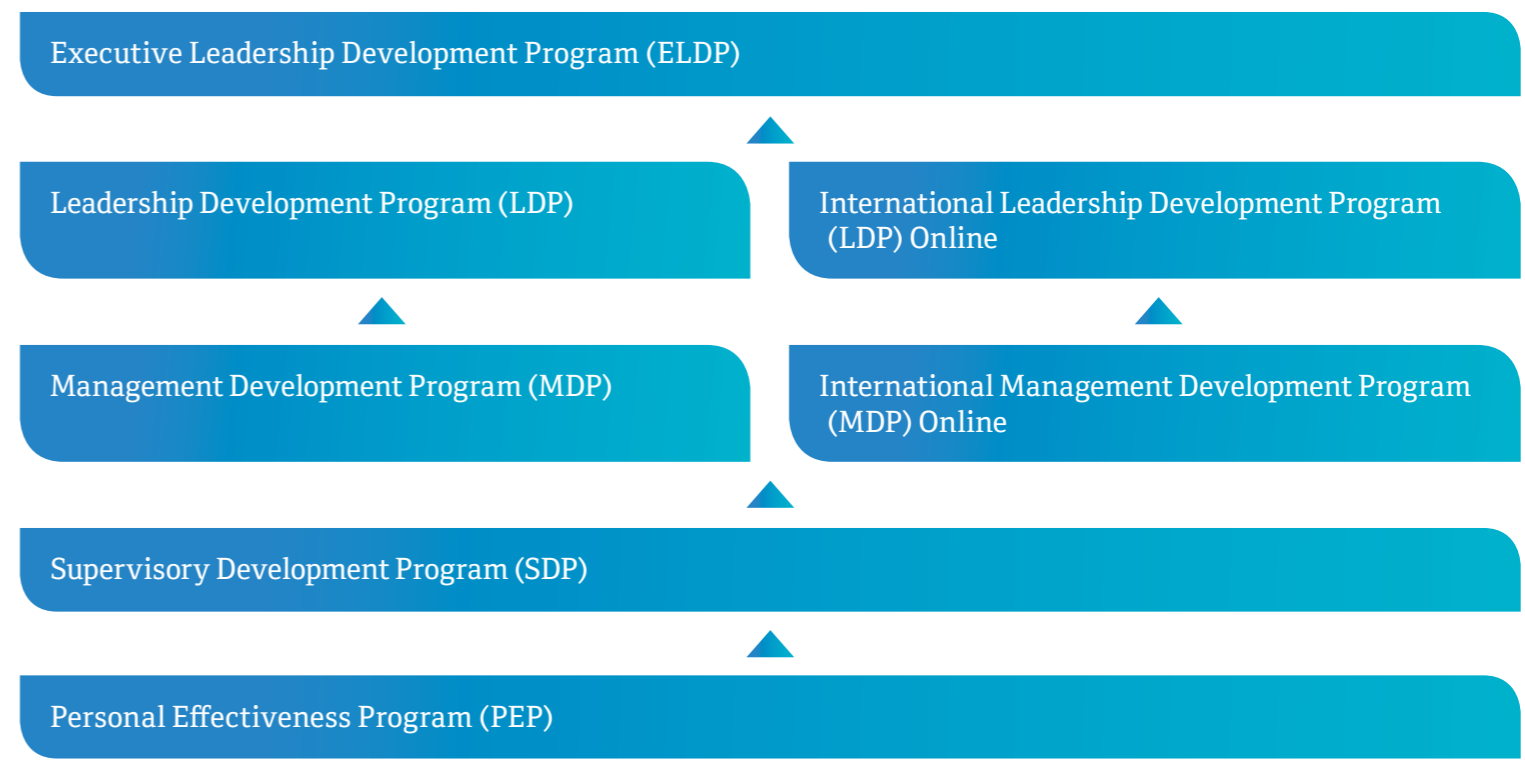 Executive Leadership Development Program (ELDP)
Leadership Development Program (LDP)
International Leadership Development Program
(LDP) Online
Management Development Program (MDP)
International Management Development Program
(MDP) Online
Supervisory Development Program (SDP)
Personal Effectiveness Program (PEP)